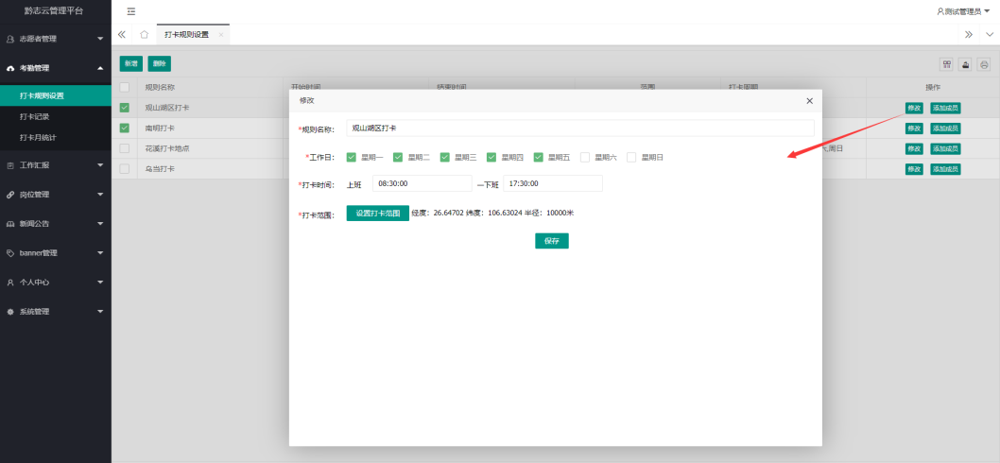 黔志云管理平台
测试管理员
志愿者管理
打卡规则设置
考勤管理
新增 删除
规则名称 开始时间 结束时间 范围 打卡周期 操作
打卡规则设置
观山湖区打卡
修改 添加成员
打卡记录
南明打卡
修改 添加成员
打卡月统计
花溪打卡地点
周日
修改 添加成员
工作汇报
乌当打卡
修改 添加成员
岗位管理
新闻公告
banner管理
个人中心
系统管理
修改
*规则名称: 观山湖区打卡
*工作日: 星期一 星期二 星期三 星期四 星期五 星期六 星期日
*打卡时间: 上班 08:30:00 一下班 17:30:00
*打卡范围: 设置打卡范围 经度: 26.64702 纬度: 106.63024 半径: 10000米
保存